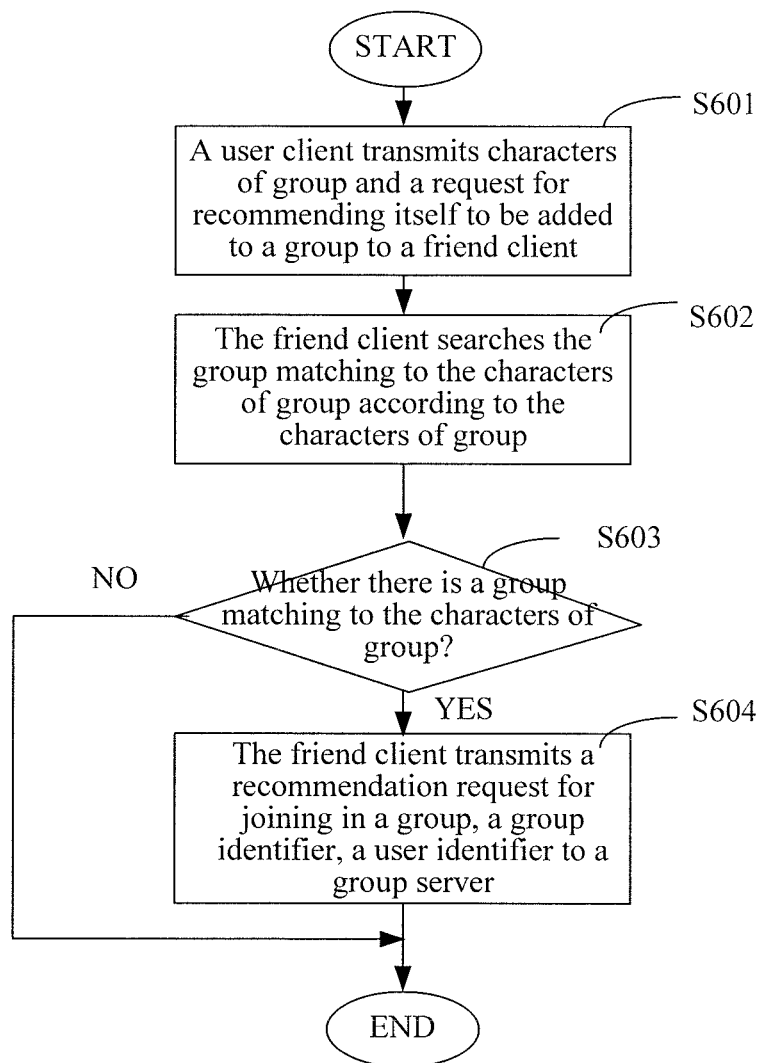 START
S601
A user client transmits characters
of group and a request for
recommending itself to be added
to a group to a friend client
S602
The friend client searches the
group matching to the characters
of group according to the
characters of group
S603
NO
Whether there is a group
matching to the characters of
group?
YES
S604
The friend client transmits a
recommendation request for
joining in a group, a group
identifier, a user identifier to a
group server
END